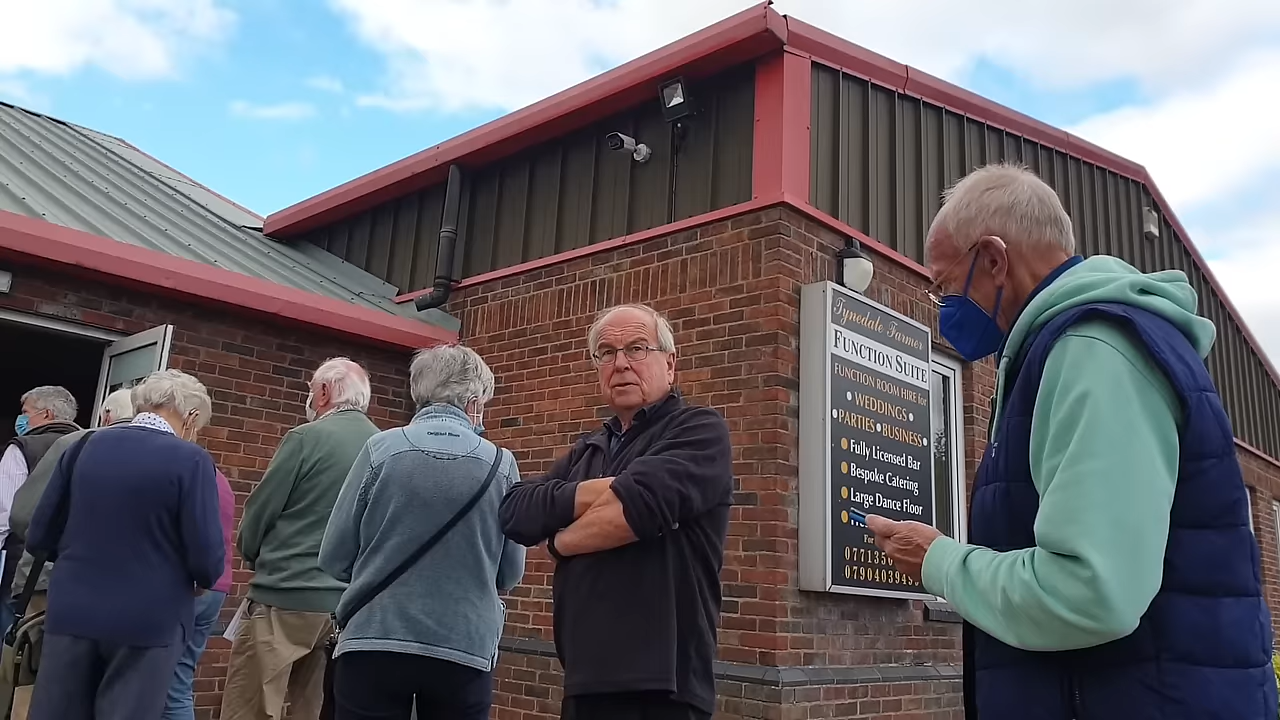 Tynedale Farmer
FUNCTION SUITE
FUNCTION ROOM HIRE for
• WEDDINGS •
• PARTIES • BUSINESS •
Fully Licensed Bar
Bespoke Catering
Large Dance Floor
For